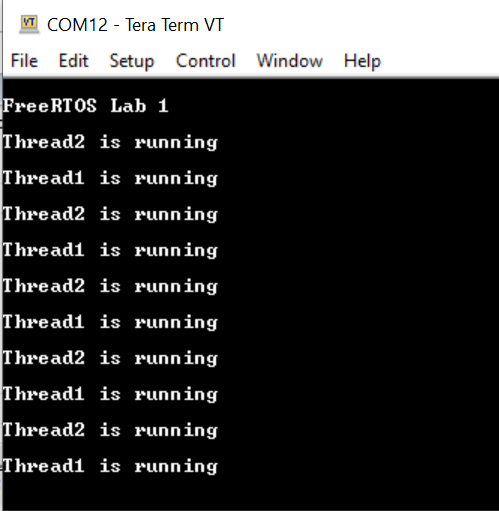 COM12 - Tera Term VT
File Edit Setup Control Window Help
FreeRTOS Lab 1
Thread2 is running
Thread1 is running
Thread2 is running
Thread1 is running
Thread2 is running
Thread1 is running
Thread2 is running
Thread1 is running
Thread2 is running
Thread1 is running